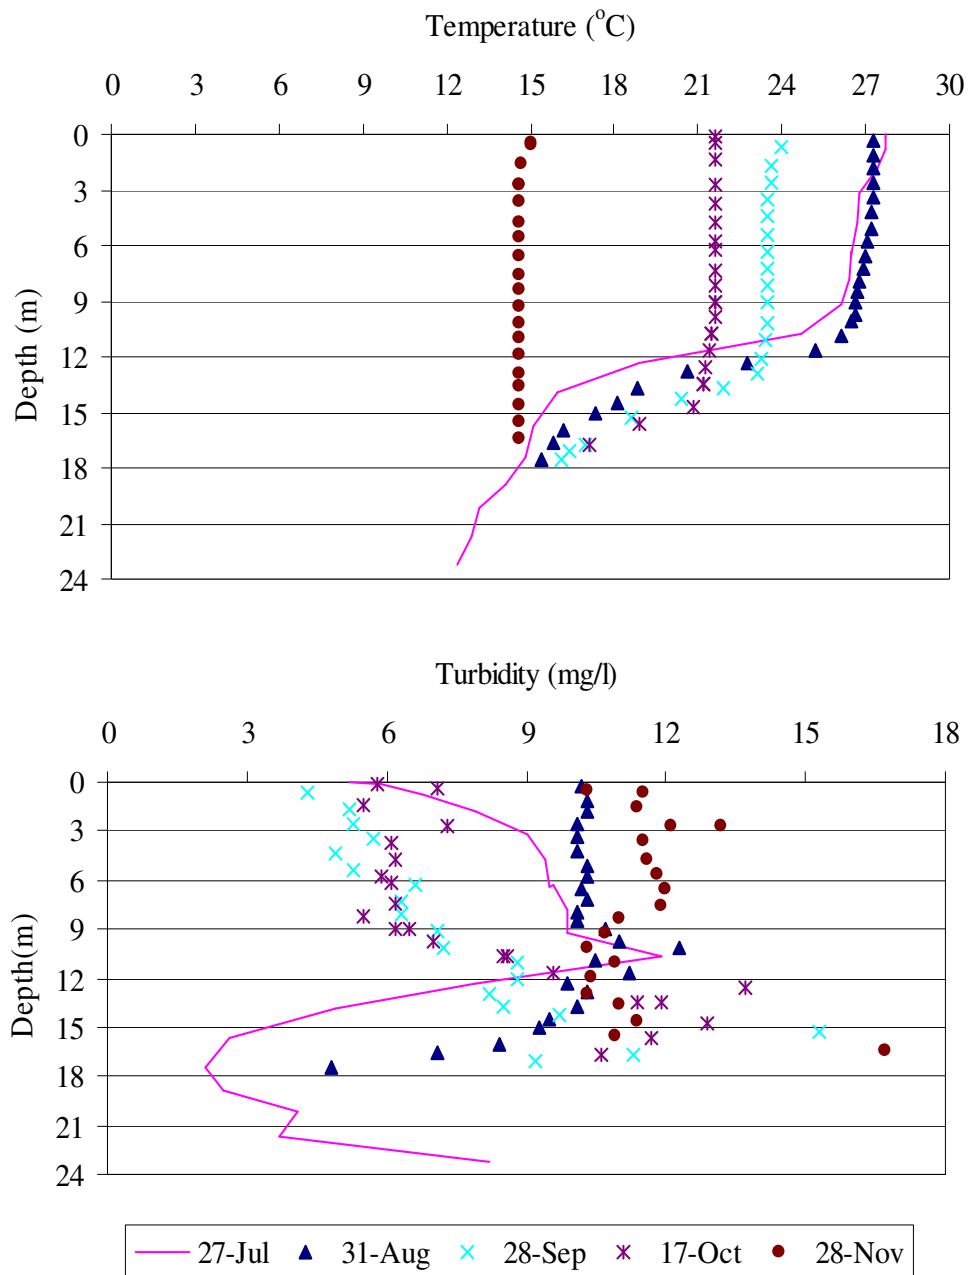 Temperature (°C)
0 3 6 9 12 15 18 21 24 27 30
0
3
6
9
12
15
18
21
24
Depth (m)
Turbidity (mg/l)
0 3 6 9 12 15 18
0
3
6
9
12
15
18
21
24
Depth(m)
27-Jul 31-Aug 28-Sep 17-Oct 28-Nov